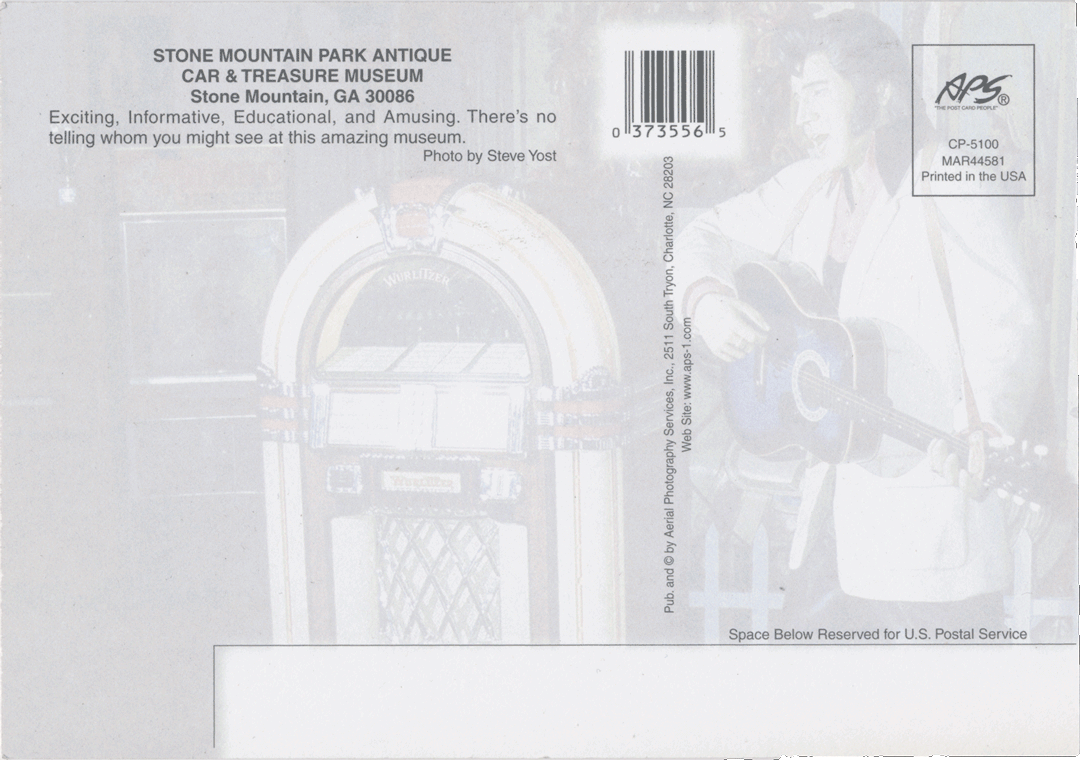 STONE MOUNTAIN PARK ANTIQUE
CAR & TREASURE MUSEUM
Stone Mountain, GA 30086
Exciting, Informative, Educational, and Amusing. There's no
telling whom you might see at this amazing museum.
Photo by Steve Yost
0 373556 5
APS®
"THE POST CARD PEOPLE"
CP-5100
MAR44581
Printed in the USA
Pub. and © by Aerial Photography Services, Inc., 2511 South Tryon, Charlotte, NC 28203
Web Site: www.aps-1.com
WURLITZER
Wurlitzer
Space Below Reserved for U.S. Postal Service